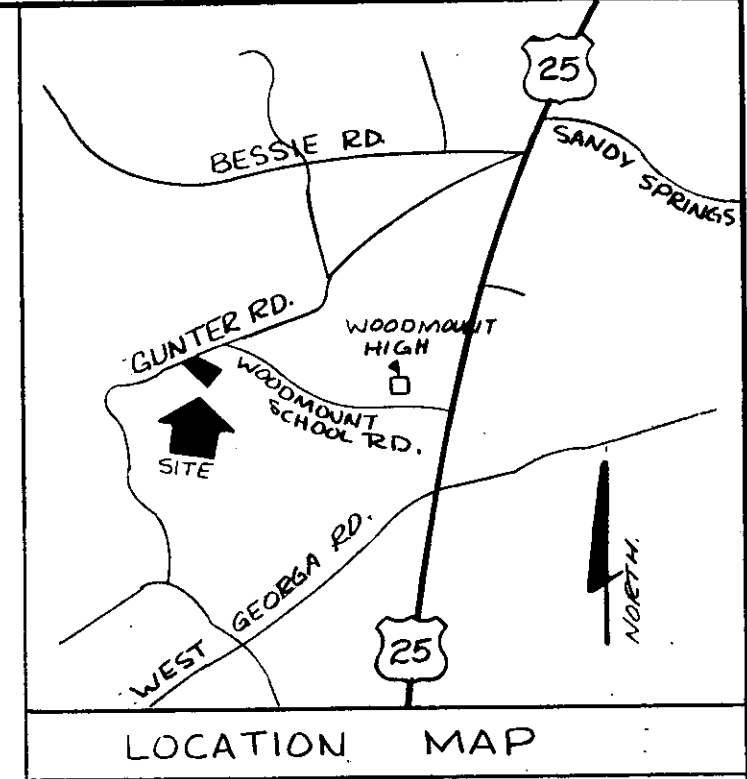 25
BESSIE RD.
SANDY SPRINGS
GUNTER RD.
WOODMOUNT
HIGH
WOODMOUNT
SCHOOL RD.
SITE
WEST GEORGA RD.
25
NORTH.
LOCATION MAP